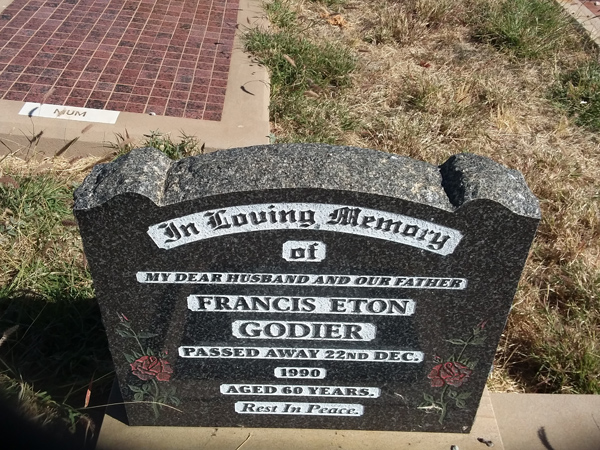 MUM
In Loving Memory
of
MY DEAR HUSBAND AND OUR FATHER
FRANCIS ETON
GODIER
PASSED AWAY 22ND DEC.
1990
AGED 60 YEARS.
Rest In Peace.